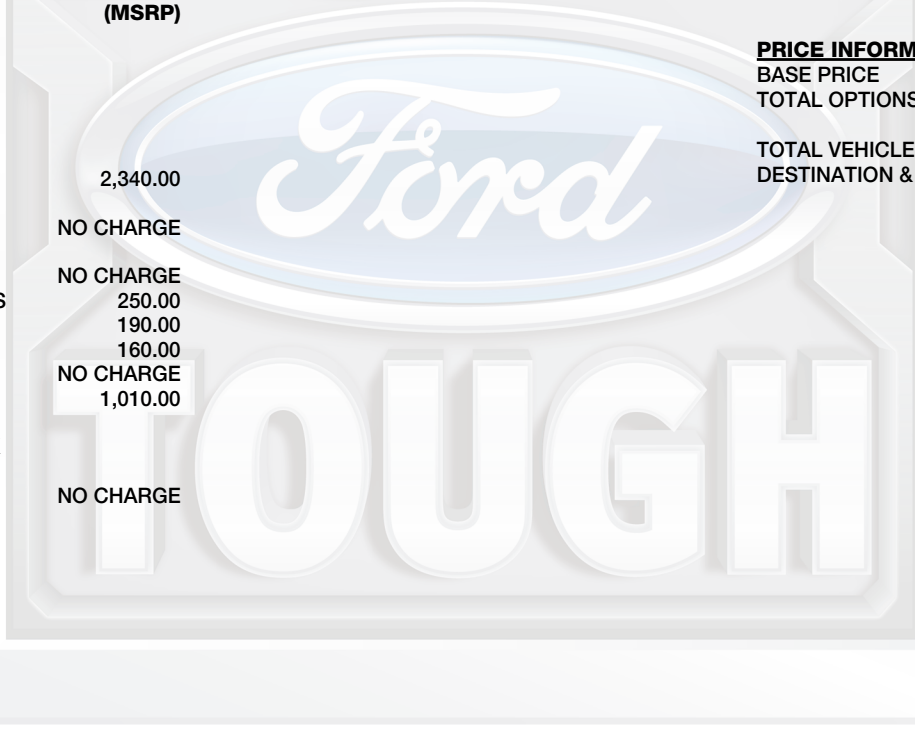 (MSRP)
2,340.00
NO CHARGE
NO CHARGE
S 250.00
190.00
160.00
NO CHARGE
1,010.00
NO CHARGE
PRICE INFORM
BASE PRICE
TOTAL OPTIONS
TOTAL VEHICLE
DESTINATION &
Ford
TOUGH